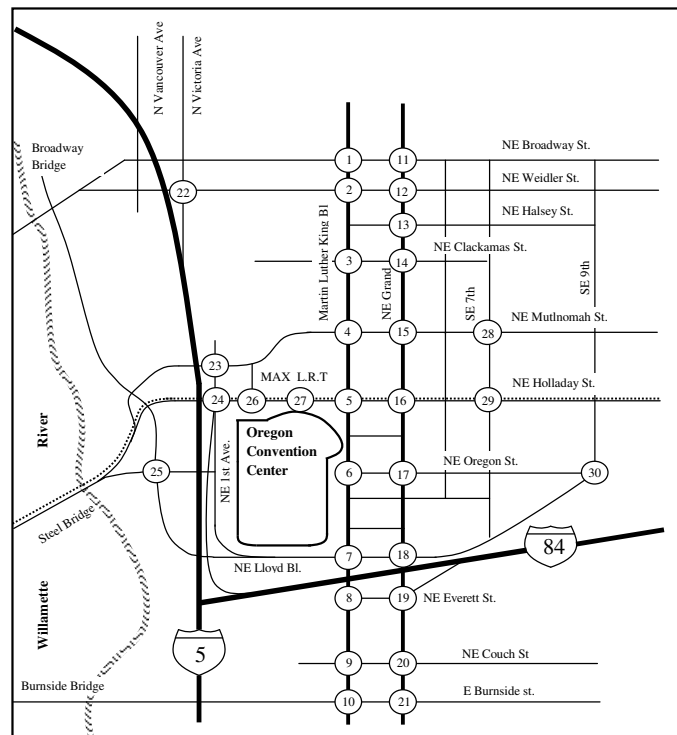 N Vancouver Ave
N Victoria Ave
Broadway
Bridge
1
11
NE Broadway St.
2
12
NE Weidler St.
22
13
NE Halsey St.
Martin Luther King Bl
NE Grand
3
14
NE Clackamas St.
SE 7th
SE 9th
4
15
28
NE Mutlnomah St.
23
MAX L.R.T
24
26
27
5
16
29
NE Holladay St.
River
Oregon
Convention
Center
NE 1st Ave.
25
6
17
NE Oregon St.
30
Steel Bridge
7
18
84
NE Lloyd Bl.
8
19
NE Everett St.
Willamette
5
9
20
NE Couch St
Burnside Bridge
10
21
E Burnside st.